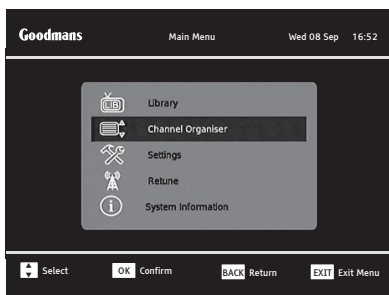 Goodmans Main Menu Wed 08 Sep 16:52
LIB Library
Channel Organiser
Settings
Retune
i System Information
Select OK Confirm BACK Return EXIT Exit Menu